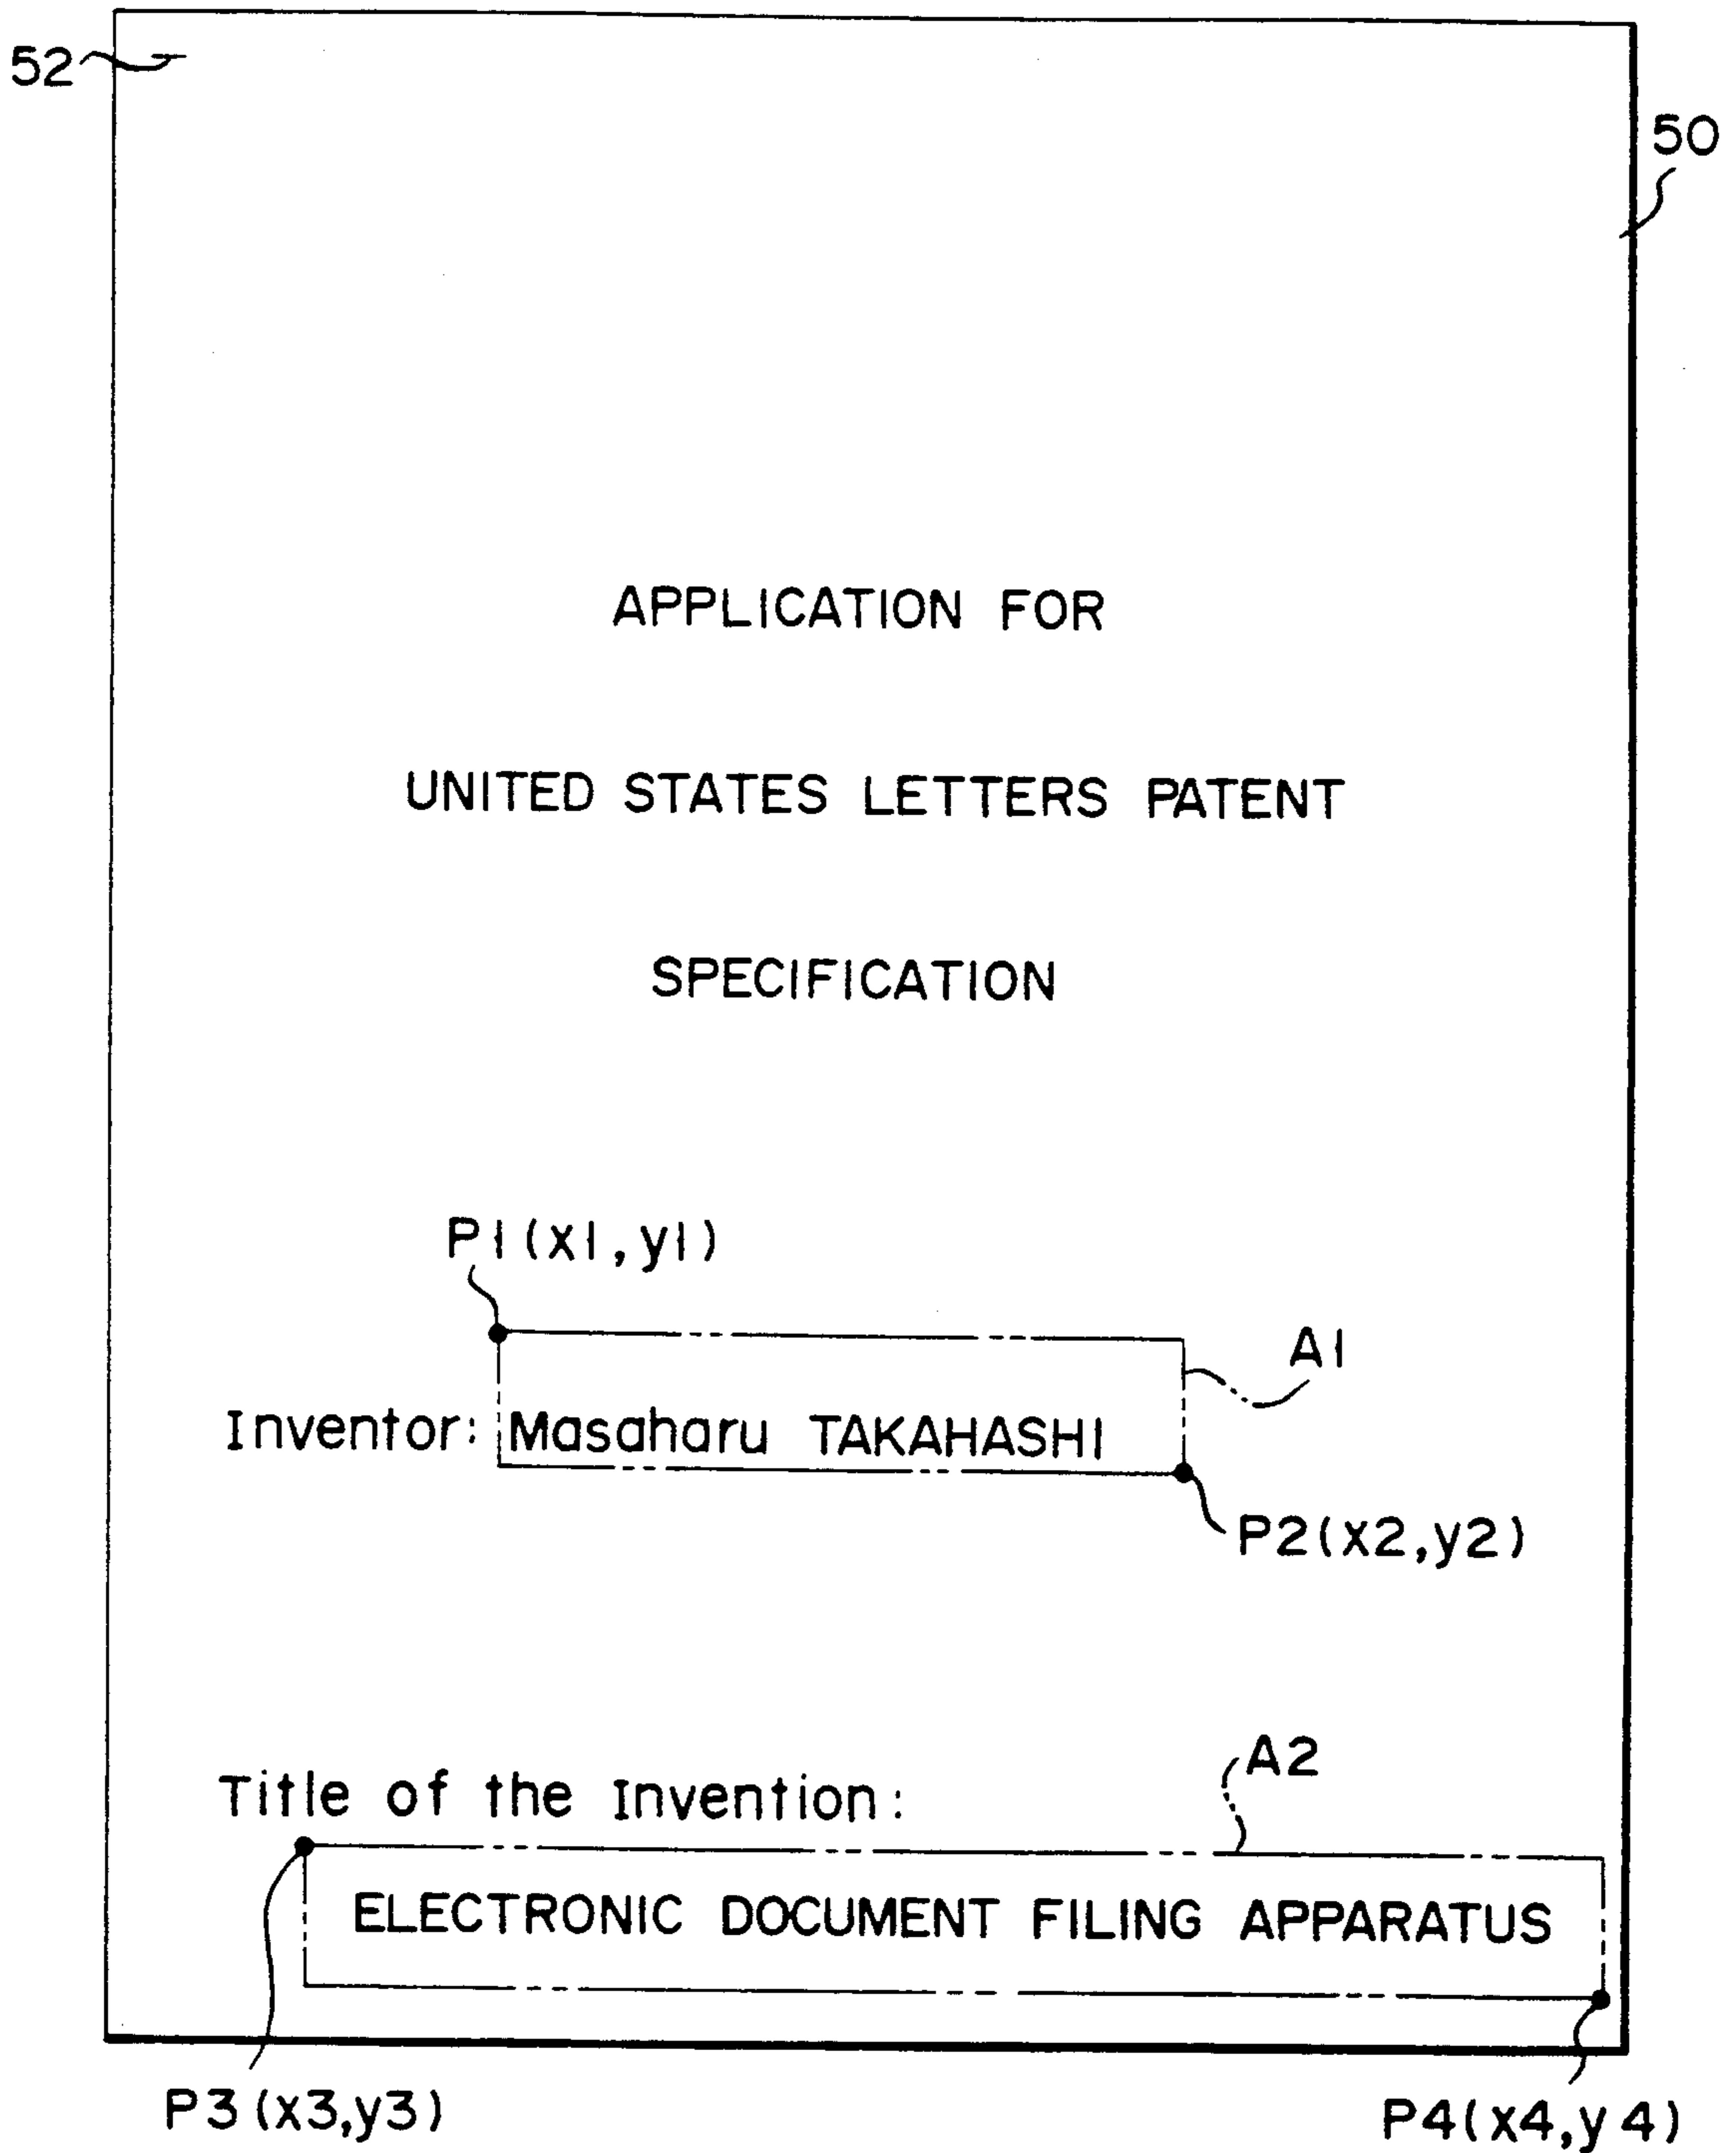 52
50
APPLICATION FOR
UNITED STATES LETTERS PATENT
SPECIFICATION
P1(x1,y1)
A1
Inventor: Masaharu TAKAHASHI
P2(x2,y2)
A2
Title of the Invention:
ELECTRONIC DOCUMENT FILING APPARATUS
P3(x3,y3)
P4(x4,y4)